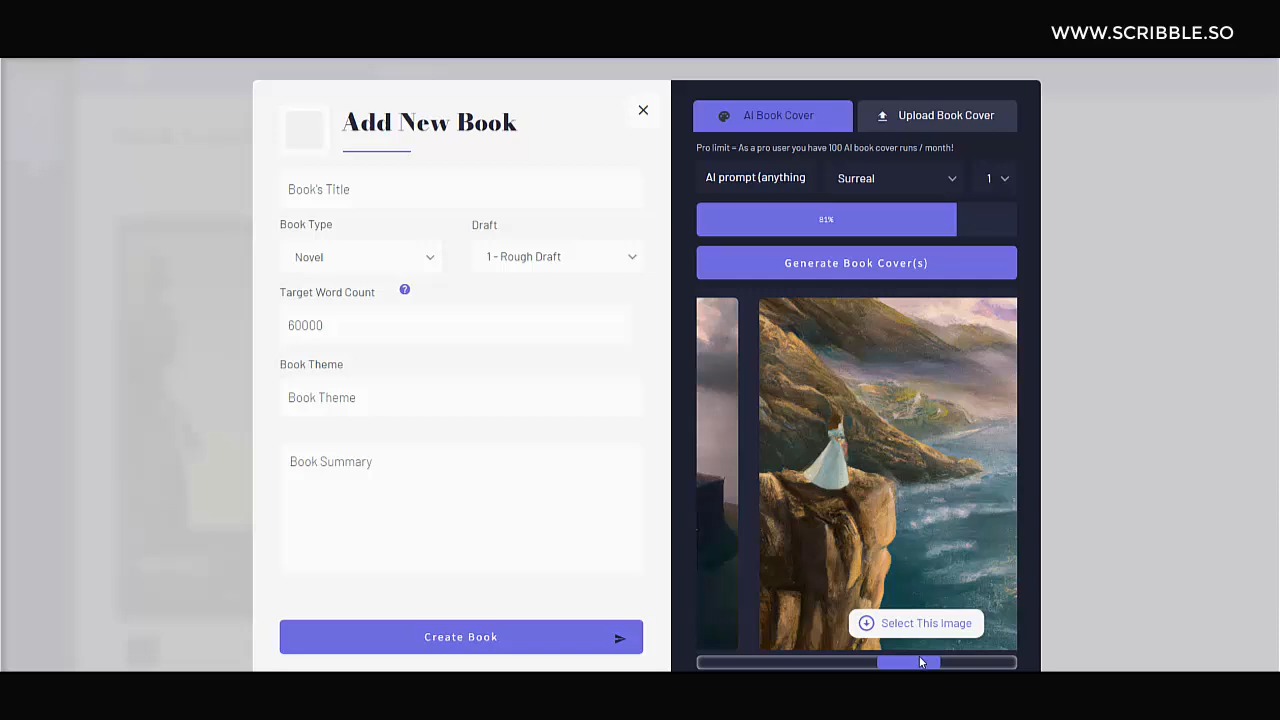 WWW.SCRIBBLE.SO
Add New Book
Book's Title
Book Type
Draft
Novel
1 - Rough Draft
Target Word Count
?
60000
Book Theme
Book Theme
Book Summary
Create Book
AI Book Cover
Upload Book Cover
Pro limit = As a pro user you have 100 AI book cover runs / month!
AI prompt (anything
Surreal
1
81%
Generate Book Cover(s)
Select This Image